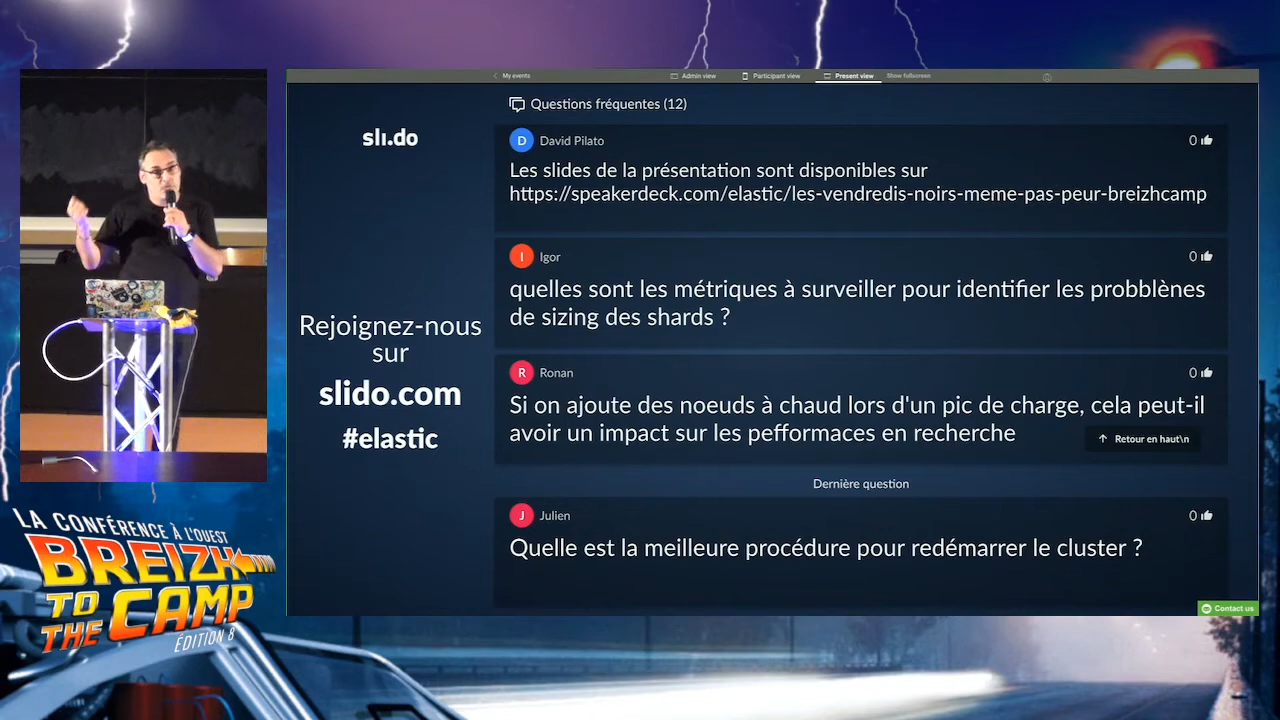 My events
Admin view
Participant view
Present view
Show fullscreen
Questions fréquentes (12)
sli.do
D
David Pilato
0
Les slides de la présentation sont disponibles sur
https://speakerdeck.com/elastic/les-vendredis-noirs-meme-pas-peur-breizhcamp
I
Igor
0
quelles sont les métriques à surveiller pour identifier les probblènes
de sizing des shards ?
Rejoignez-nous
sur
slido.com
#elastic
R
Ronan
0
Si on ajoute des noeuds à chaud lors d'un pic de charge, cela peut-il
avoir un impact sur les pefformaces en recherche
Retour en haut\n
Dernière question
J
Julien
0
Quelle est la meilleure procédure pour redémarrer le cluster ?
Contact us
LA CONFÉRENCE À L'OUEST
BREIZH
TO
THE CAMP
ÉDITION 8